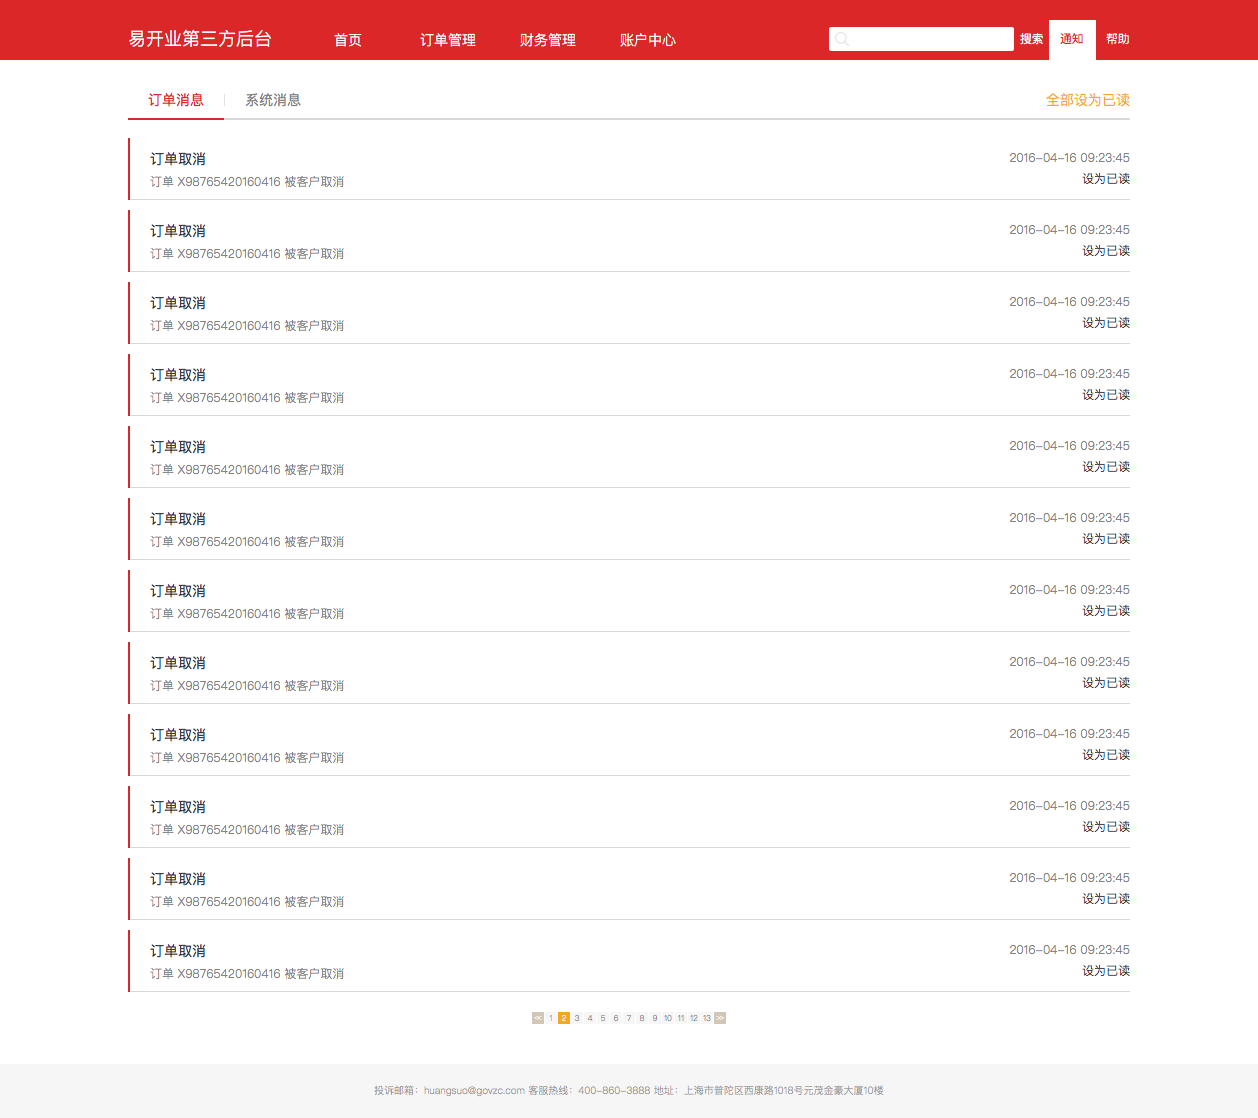 易开业第三方后台 首页 订单管理 财务管理 账户中心 搜索 通知 帮助
订单消息 系统消息 全部设为已读
订单取消 2016-04-16 09:23:45
订单 X98765420160416 被客户取消 设为已读
订单取消 2016-04-16 09:23:45
订单 X98765420160416 被客户取消 设为已读
订单取消 2016-04-16 09:23:45
订单 X98765420160416 被客户取消 设为已读
订单取消 2016-04-16 09:23:45
订单 X98765420160416 被客户取消 设为已读
订单取消 2016-04-16 09:23:45
订单 X98765420160416 被客户取消 设为已读
订单取消 2016-04-16 09:23:45
订单 X98765420160416 被客户取消 设为已读
订单取消 2016-04-16 09:23:45
订单 X98765420160416 被客户取消 设为已读
订单取消 2016-04-16 09:23:45
订单 X98765420160416 被客户取消 设为已读
订单取消 2016-04-16 09:23:45
订单 X98765420160416 被客户取消 设为已读
订单取消 2016-04-16 09:23:45
订单 X98765420160416 被客户取消 设为已读
订单取消 2016-04-16 09:23:45
订单 X98765420160416 被客户取消 设为已读
订单取消 2016-04-16 09:23:45
订单 X98765420160416 被客户取消 设为已读
<< 1 2 3 4 5 6 7 8 9 10 11 12 13 >>
投诉邮箱：huangsuo@govzc.com 客服热线：400-860-3888 地址：上海市普陀区西康路1018号元茂金豪大厦10楼